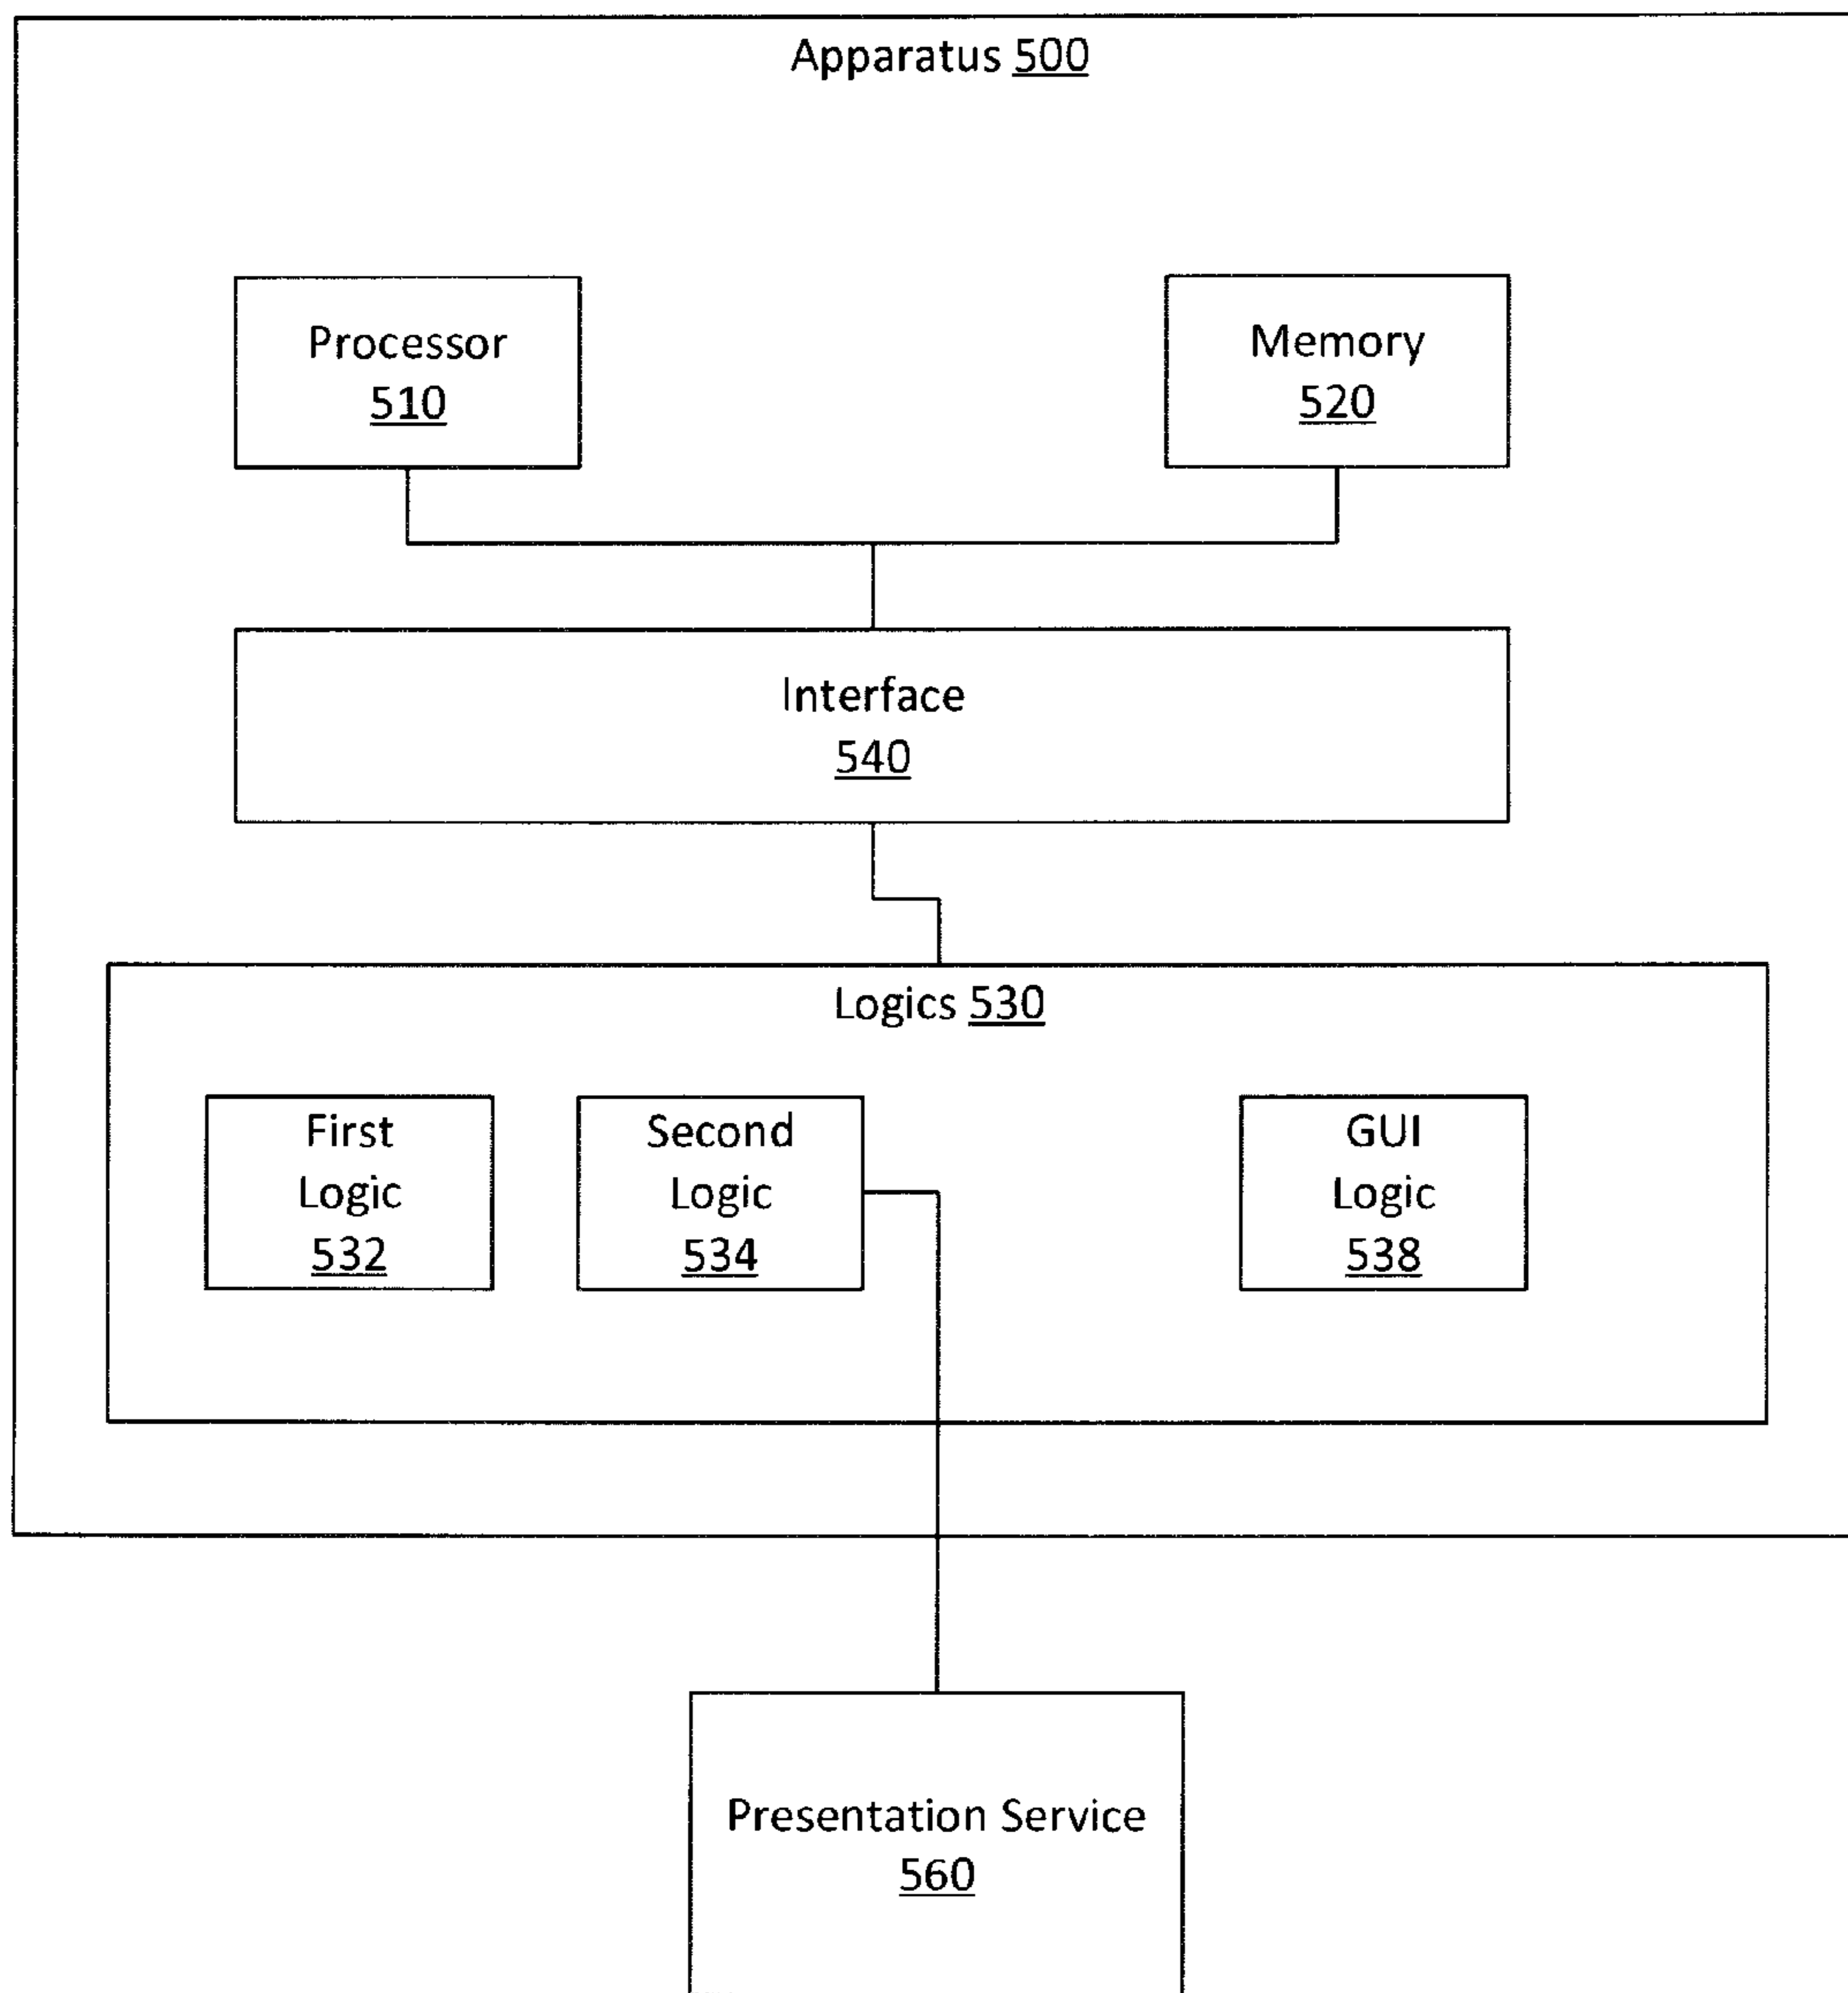 Apparatus 500
Processor
510
Memory
520
Interface
540
Logics 530
First
Logic
532
Second
Logic
534
GUI
Logic
538
Presentation Service
560